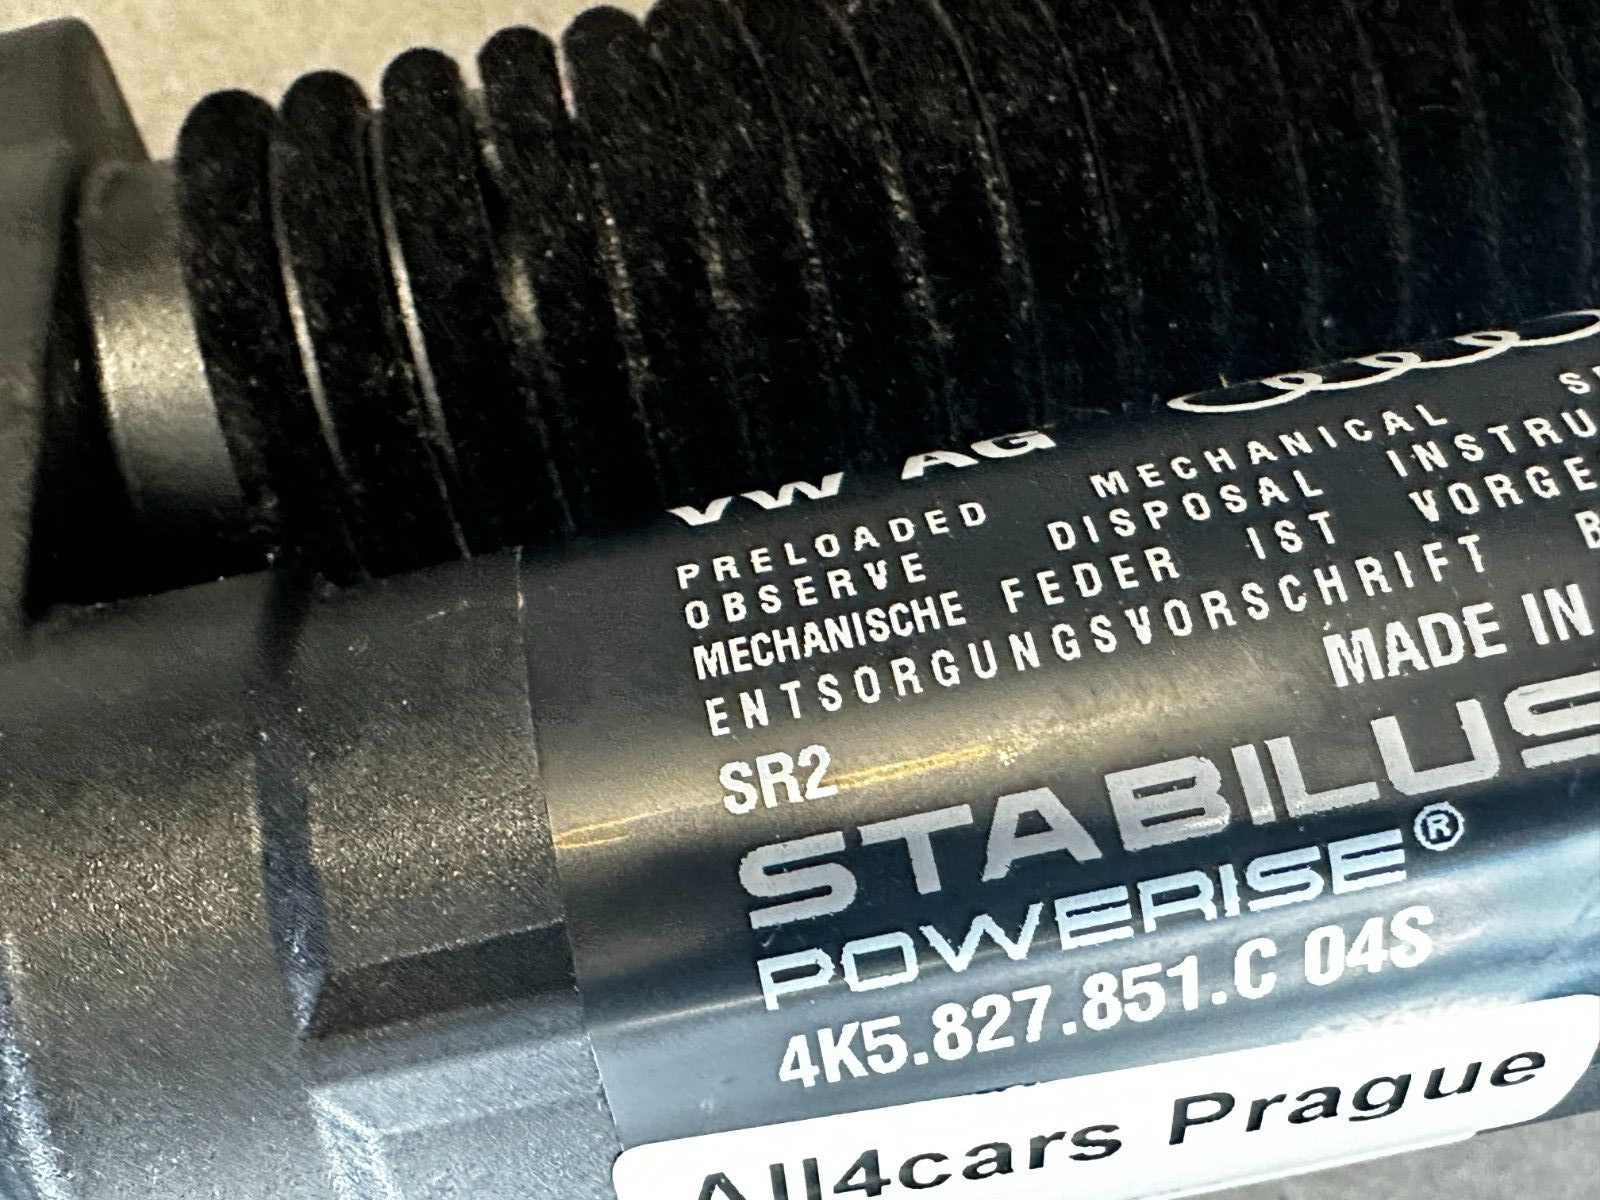 VW AG
PRELOADED MECHANICAL
OBSERVE DISPOSAL
MECHANISCHE FEDER IST
ENTSORGUNGSVORSCHRIFT
MADE IN
SR2
STABILUS
POWERISE®
4K5.827.851.C 04S
All4cars Prague